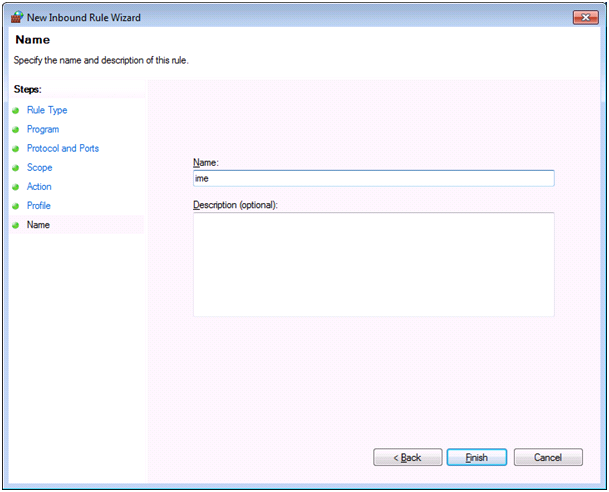 New Inbound Rule Wizard
Name
Specify the name and description of this rule.
Steps:
Rule Type
Program
Protocol and Ports
Scope
Action
Profile
Name
Name:
ime
Description (optional):
< Back
Finish
Cancel